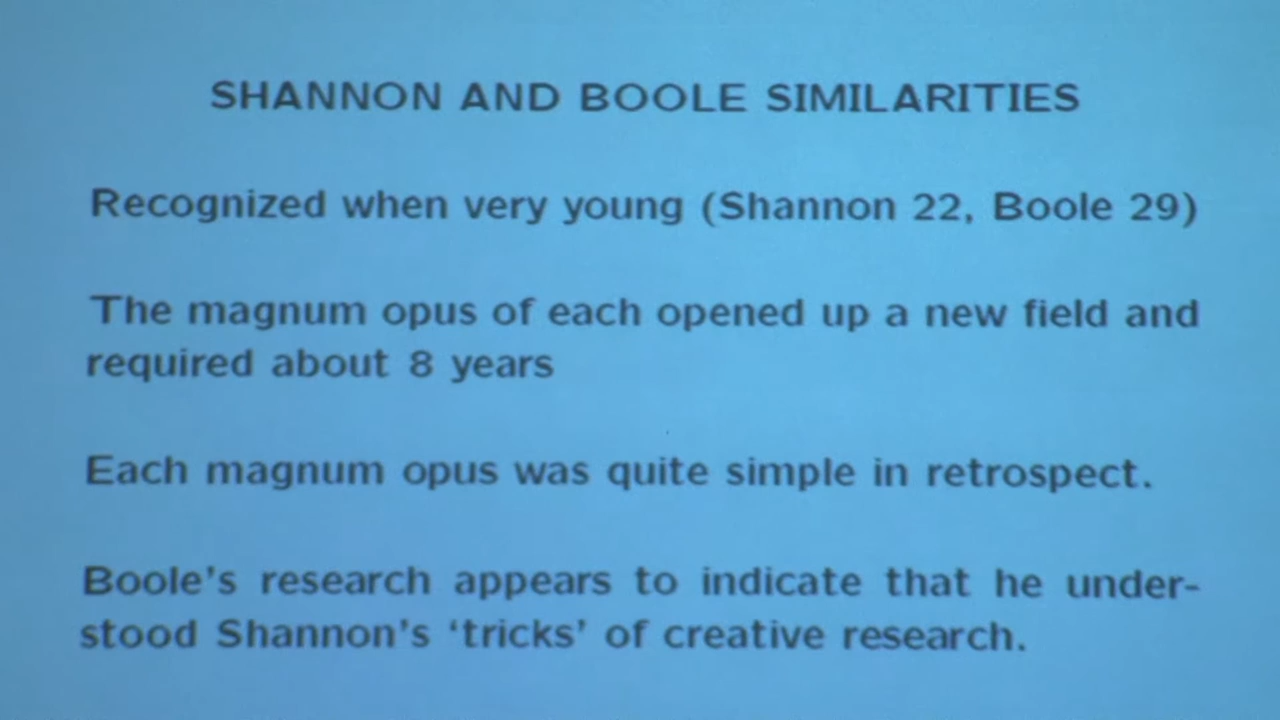 SHANNON AND BOOLE SIMILARITIES
Recognized when very young (Shannon 22, Boole 29)
The magnum opus of each opened up a new field and
required about 8 years
Each magnum opus was quite simple in retrospect.
Boole's research appears to indicate that he under-
stood Shannon's ‘tricks’ of creative research.